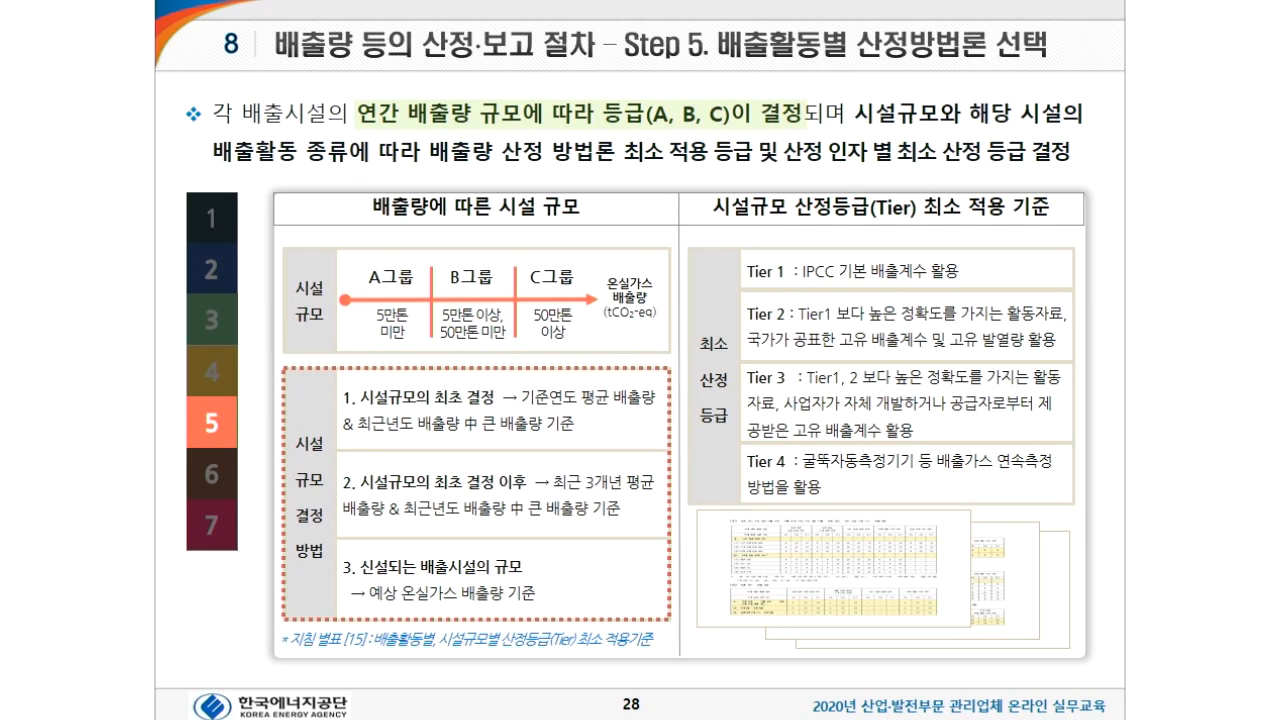 8 배출량 등의 산정·보고 절차 – Step 5. 배출활동별 산정방법론 선택
❖ 각 배출시설의 연간 배출량 규모에 따라 등급(A, B, C)이 결정되며 시설규모와 해당 시설의
배출활동 종류에 따라 배출량 산정 방법론 최소 적용 등급 및 산정 인자 별 최소 산정 등급 결정
1
2
3
4
5
6
7
배출량에 따른 시설 규모
시설
규모
A그룹
B그룹
C그룹
5만톤
미만
5만톤 이상,
50만톤 미만
50만톤
이상
온실가스
배출량
(tCO₂-eq)
시설
규모
결정
방법
1. 시설규모의 최초 결정 → 기준연도 평균 배출량
& 최근년도 배출량 中 큰 배출량 기준
2. 시설규모의 최초 결정 이후 → 최근 3개년 평균
배출량 & 최근년도 배출량 中 큰 배출량 기준
3. 신설되는 배출시설의 규모
→ 예상 온실가스 배출량 기준
* 지침 별표 [15] : 배출활동별, 시설규모별 산정등급(Tier) 최소 적용기준
시설규모 산정등급(Tier) 최소 적용 기준
최소
산정
등급
Tier 1 : IPCC 기본 배출계수 활용
Tier 2 : Tier1 보다 높은 정확도를 가지는 활동자료,
국가가 공표한 고유 배출계수 및 고유 발열량 활용
Tier 3 : Tier1, 2 보다 높은 정확도를 가지는 활동
자료, 사업자가 자체 개발하거나 공급자로부터 제
공받은 고유 배출계수 활용
Tier 4 : 굴뚝자동측정기기 등 배출가스 연속측정
방법을 활용
한국에너지공단
KOREA ENERGY AGENCY
28
2020년 산업·발전부문 관리업체 온라인 실무교육